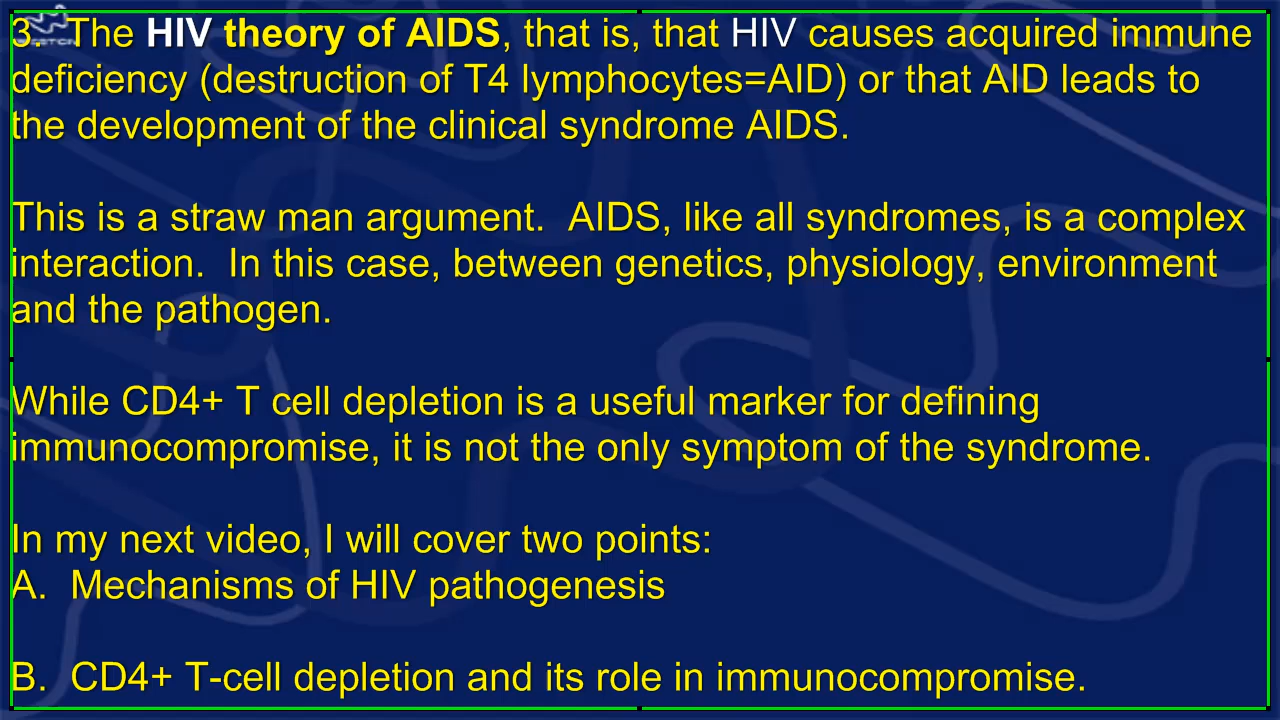 3. The HIV theory of AIDS, that is, that HIV causes acquired immune
deficiency (destruction of T4 lymphocytes=AID) or that AID leads to
the development of the clinical syndrome AIDS.
This is a straw man argument. AIDS, like all syndromes, is a complex
interaction. In this case, between genetics, physiology, environment
and the pathogen.
While CD4+ T cell depletion is a useful marker for defining
immunocompromise, it is not the only symptom of the syndrome.
In my next video, I will cover two points:
A. Mechanisms of HIV pathogenesis
B. CD4+ T-cell depletion and its role in immunocompromise.